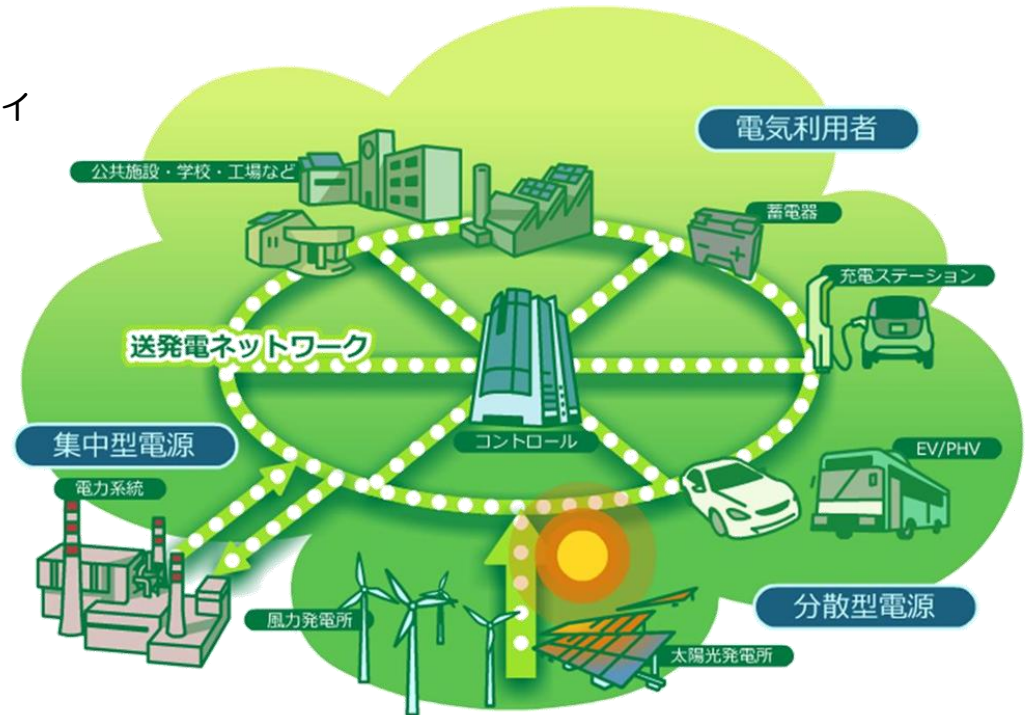 イ
電気利用者
公共施設・学校・工場など
蓄電器
充電ステーション
送発電ネットワーク
コントロール
集中型電源
EV/PHV
電力系統
分散型電源
風力発電所
太陽光発電所